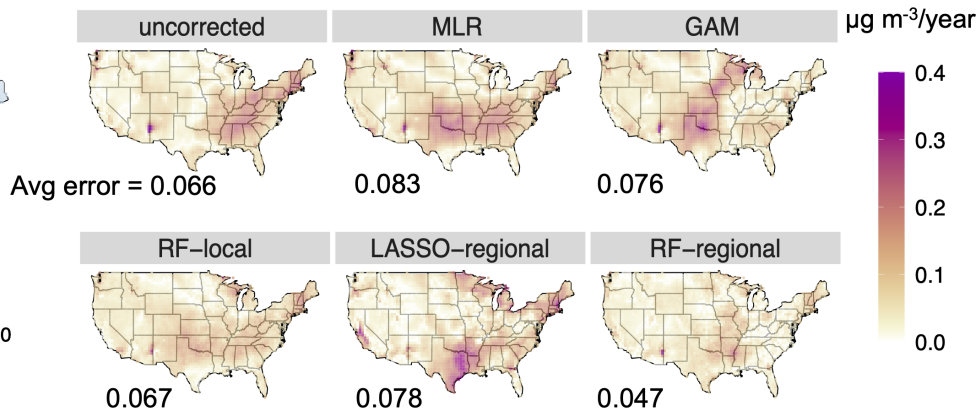 uncorrected MLR GAM µg m-3/year
0.4
0.3
0.2
0.1
0.0
Avg error = 0.066 0.083 0.076
RF−local LASSO−regional RF−regional
0
0.067 0.078 0.047